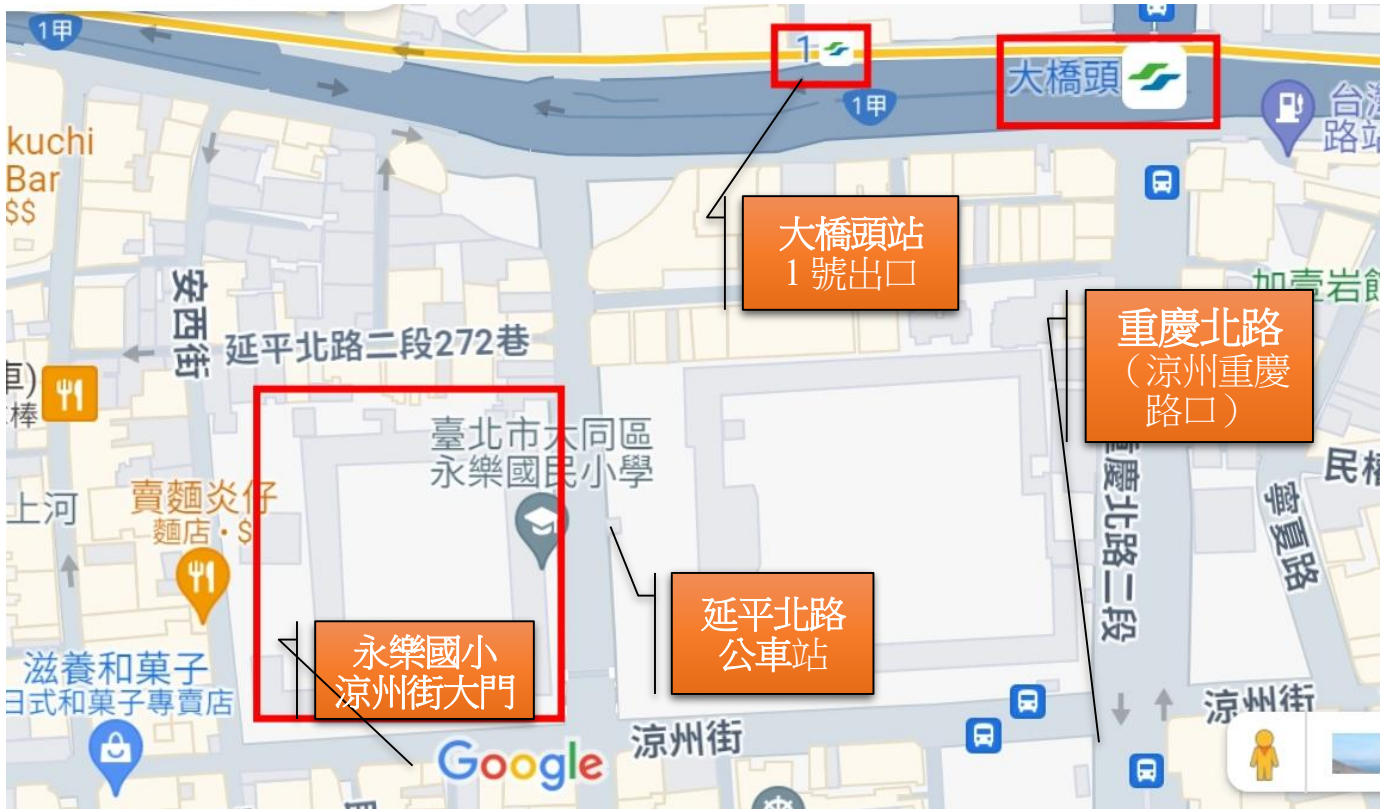 1甲
1
大橋頭
1甲
台灣
路站
kuchi
Bar
$$
大橋頭站
1 號出口
安西街
延平北路二段272巷
加壹岩館
重慶北路
（涼州重慶
路口）
臺北市大同區
永樂國民小學
民權
上河
賣麵炎仔
麵店・$
重慶北路二段
寧夏路
延平北路
公車站
永樂國小
涼州街大門
滋養和菓子
日式和菓子專賣店
涼州街
涼州街
Google